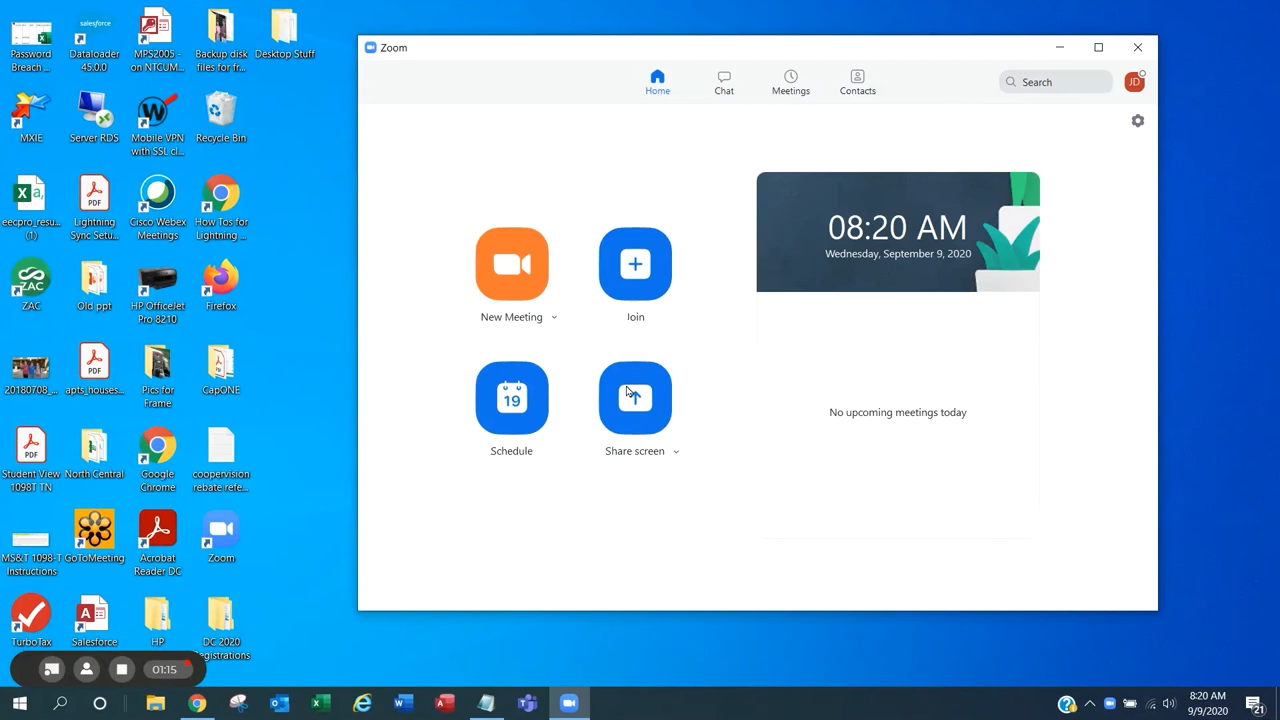 Password
Breach ...
salesforce
Dataloader
45.0.0
MPS2005 -
on NTCUM...
Backup disk
files for fr...
Desktop Stuff
MXIE
Server RDS
Mobile VPN
with SSL cl...
Recycle Bin
eecpro_resu...
(1)
PDF
Lightning
Sync Setu...
Cisco Webex
Meetings
How Tos for
Lightning ...
ZAC
ZAC
Old ppt
HP OfficeJet
Pro 8210
Firefox
20180708_...
PDF
apts_houses...
Pics for
Frame
CapONE
PDF
Student View
1098T TN
North Central
Google
Chrome
coopervision
rebate refe...
MS&T 1098-T
Instructions
GoToMeeting
Acrobat
Reader DC
Zoom
TurboTax
Salesforce
HP
DC 2020
Registrations
01:15
Zoom
Home
Chat
Meetings
Contacts
Search
JD
New Meeting
Join
19
Schedule
Share screen
08:20 AM
Wednesday, September 9, 2020
No upcoming meetings today
8:20 AM
9/9/2020
21